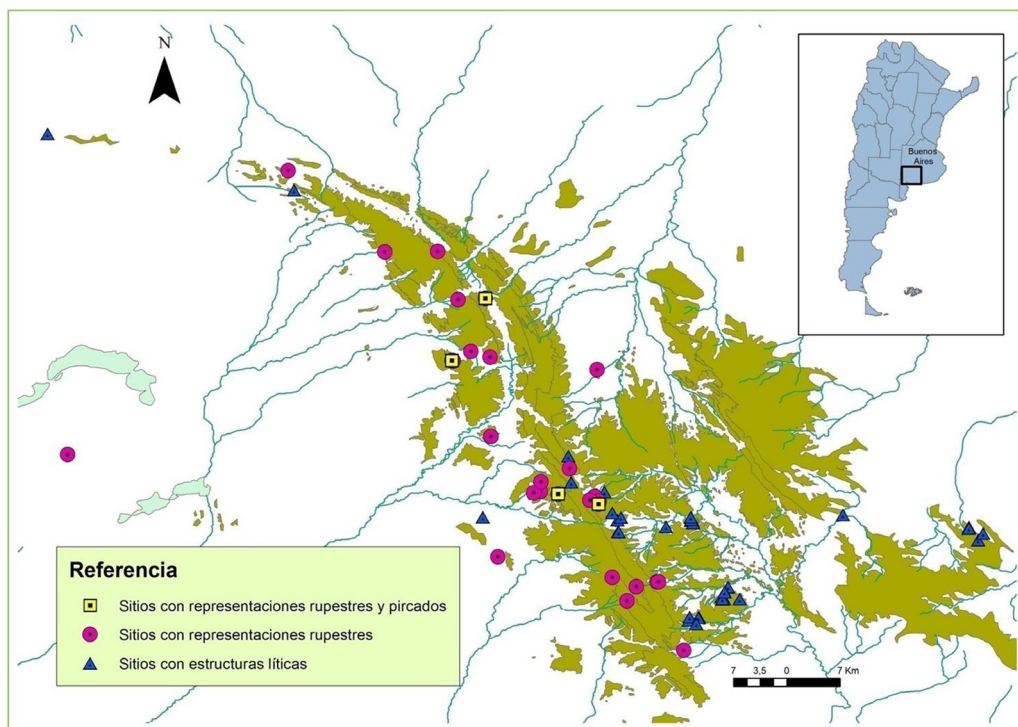 N
Buenos
Aires
Referencia
Sitios con representaciones rupestres y pircados
Sitios con representaciones rupestres
Sitios con estructuras líticas
7 3,5 0 7 Km